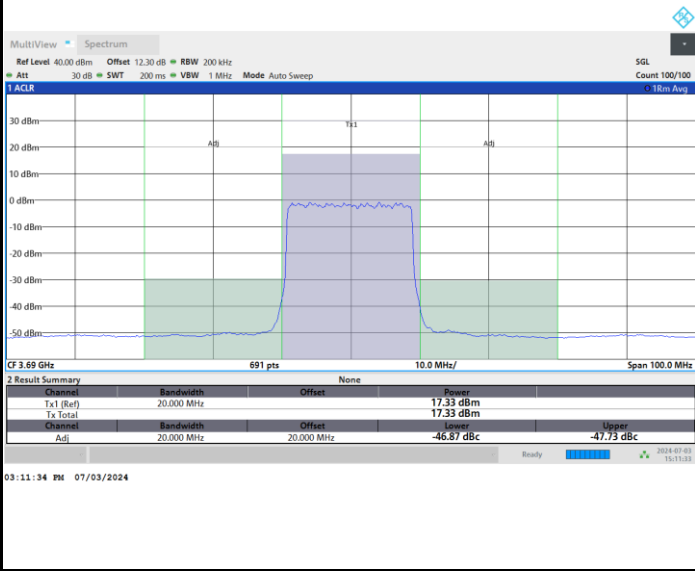 MultiView Spectrum
Ref Level 40.00 dBm Offset 12.30 dB RBW 200 kHz SGL
Att 30 dB SWT 200 ms VBW 1 MHz Mode Auto Sweep Count 100/100
1 ACLR 1Rm Avg
30 dBm
Tx1
20 dBm
Adj Adj
10 dBm
0 dBm
-10 dBm
-20 dBm
-30 dBm
-40 dBm
-50 dBm
CF 3.69 GHz 691 pts 10.0 MHz/ Span 100.0 MHz
2 Result Summary None
Channel Bandwidth Offset Power
Tx1 (Ref) 20.000 MHz 17.33 dBm
Tx Total 17.33 dBm
Channel Bandwidth Offset Lower Upper
Adj 20.000 MHz 20.000 MHz -46.87 dBc -47.73 dBc
Ready 2024-07-03
15:11:33
03:11:34 PM 07/03/2024